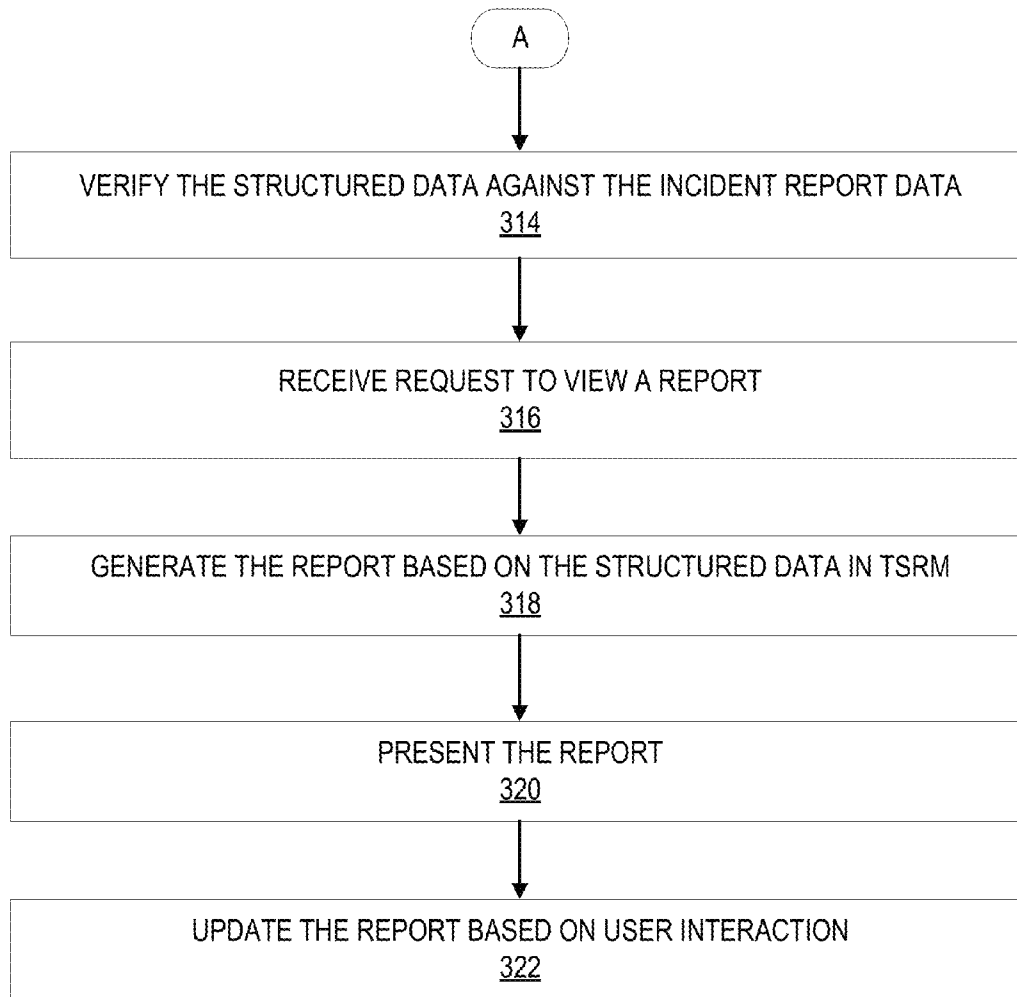 A
VERIFY THE STRUCTURED DATA AGAINST THE INCIDENT REPORT DATA
314
RECEIVE REQUEST TO VIEW A REPORT
316
GENERATE THE REPORT BASED ON THE STRUCTURED DATA IN TSRM
318
PRESENT THE REPORT
320
UPDATE THE REPORT BASED ON USER INTERACTION
322